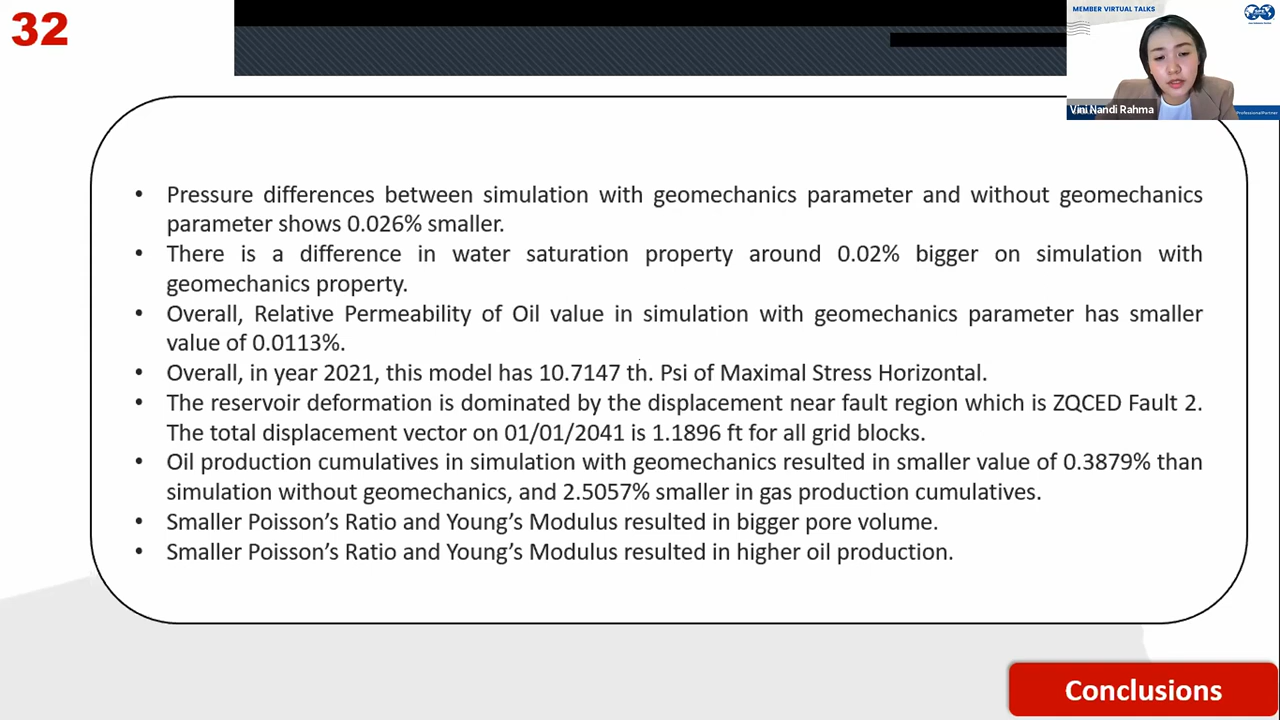 32
MEMBER VIRTUAL TALKS
Vini Nandi Rahma
• Pressure differences between simulation with geomechanics parameter and without geomechanics
parameter shows 0.026% smaller.
• There is a difference in water saturation property around 0.02% bigger on simulation with
geomechanics property.
• Overall, Relative Permeability of Oil value in simulation with geomechanics parameter has smaller
value of 0.0113%.
• Overall, in year 2021, this model has 10.7147 th. Psi of Maximal Stress Horizontal.
• The reservoir deformation is dominated by the displacement near fault region which is ZQCED Fault 2.
The total displacement vector on 01/01/2041 is 1.1896 ft for all grid blocks.
• Oil production cumulatives in simulation with geomechanics resulted in smaller value of 0.3879% than
simulation without geomechanics, and 2.5057% smaller in gas production cumulatives.
• Smaller Poisson’s Ratio and Young’s Modulus resulted in bigger pore volume.
• Smaller Poisson’s Ratio and Young’s Modulus resulted in higher oil production.
Conclusions